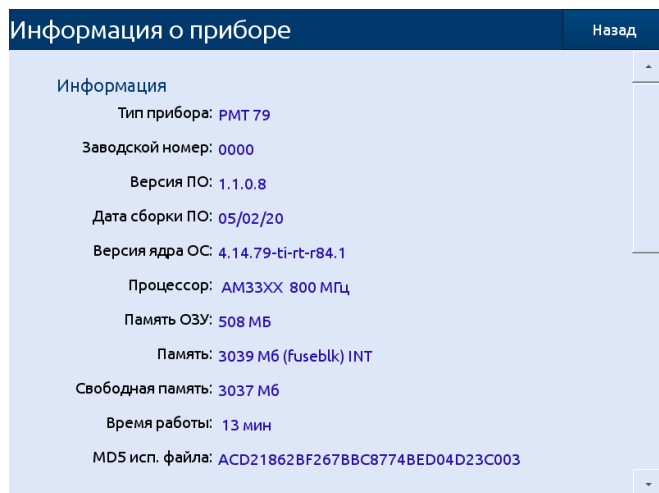 Информация о приборе
Назад
Информация
Тип прибора: РМТ 79
Заводской номер: 0000
Версия ПО: 1.1.0.8
Дата сборки ПО: 05/02/20
Версия ядра ОС: 4.14.79-ti-rt-r84.1
Процессор: AM33XX 800 МГц
Память ОЗУ: 508 МБ
Память: 3039 Мб (fuseblk) INT
Свободная память: 3037 Мб
Время работы: 13 мин
MD5 исп. файла: ACD21862BF267BBC8774BED04D23C003